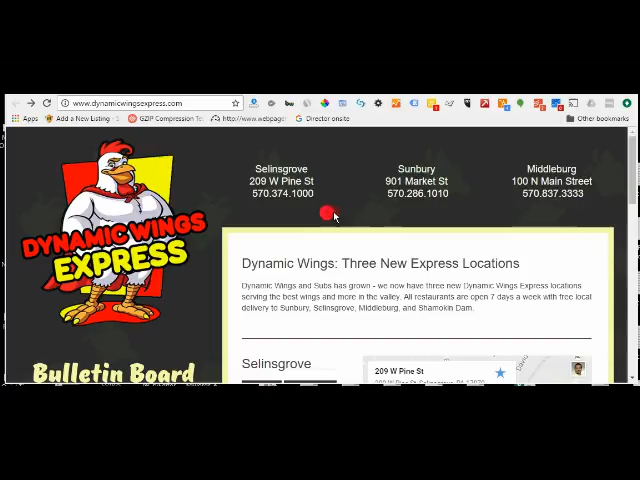 www.dynamicwingsexpress.com
Apps
Add a New Listing
GZIP Compression Te
http://www.webpage
Director onsite
Other bookmarks
DYNAMIC WINGS
EXPRESS
Bulletin Board
Selinsgrove
209 W Pine St
570.374.1000
Sunbury
901 Market St
570.286.1010
Middleburg
100 N Main Street
570.837.3333
Dynamic Wings: Three New Express Locations
Dynamic Wings and Subs has grown - we now have three new Dynamic Wings Express locations
serving the best wings and more in the valley. All restaurants are open 7 days a week with free local
delivery to Sunbury, Selinsgrove, Middleburg, and Shamokin Dam.
Selinsgrove
209 W Pine St